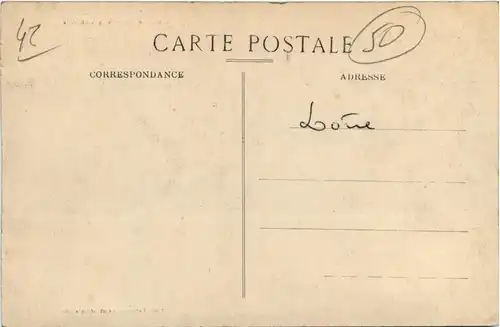 42
CARTE POSTALE
50
CORRESPONDANCE
ADRESSE
Loire